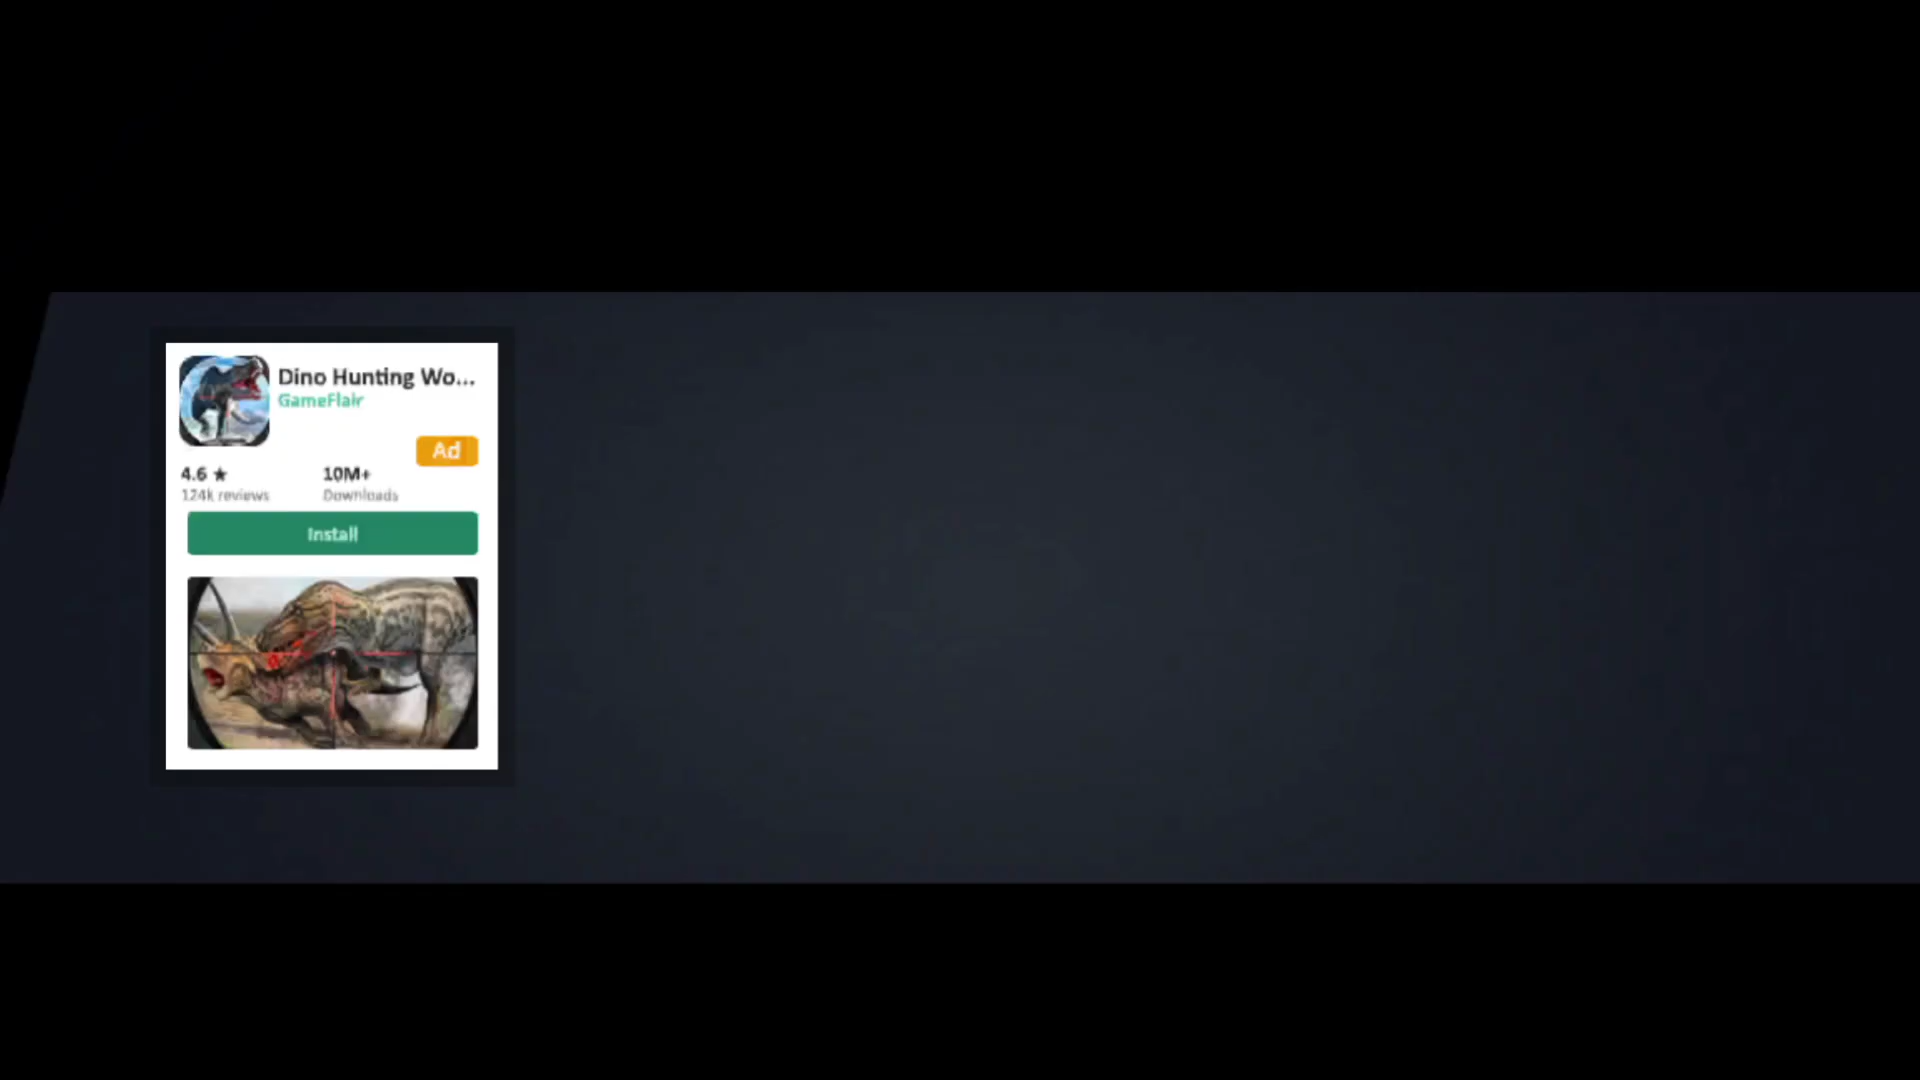 Dino Hunting Wo...
GameFlair
Ad
4.6 ★ 10M+
124k reviews Downloads
Install